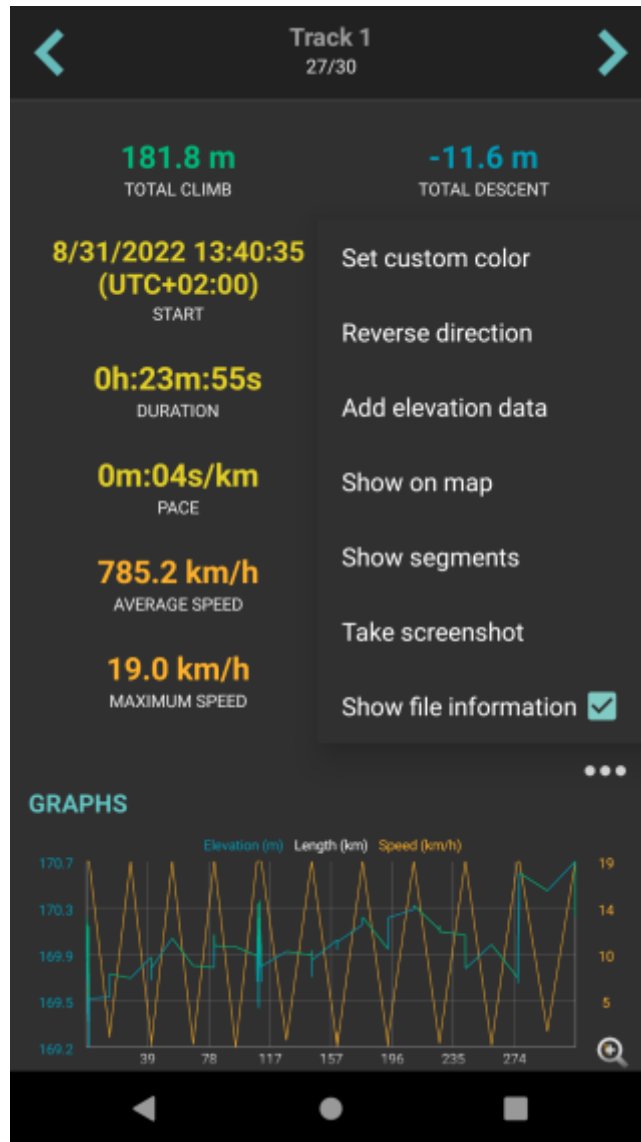 Track 1
27/30
181.8 m
TOTAL CLIMB
-11.6 m
TOTAL DESCENT
8/31/2022 13:40:35
(UTC+02:00)
START
0h:23m:55s
DURATION
0m:04s/km
PACE
785.2 km/h
AVERAGE SPEED
19.0 km/h
MAXIMUM SPEED
Set custom color
Reverse direction
Add elevation data
Show on map
Show segments
Take screenshot
Show file information
GRAPHS
Elevation (m) Length (km) Speed (km/h)
170.7 19
170.3 14
169.9 10
169.5 5
169.2
39 78 117 157 196 235 274